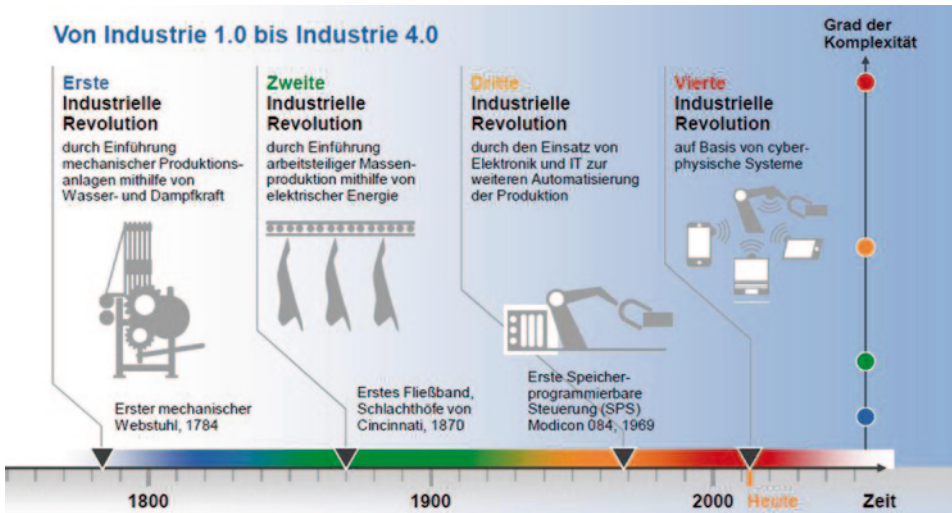 Von Industrie 1.0 bis Industrie 4.0
Grad der
Komplexität
Erste
Industrielle
Revolution
durch Einführung
mechanischer Produktions-
anlagen mithilfe von
Wasser- und Dampfkraft
Zweite
Industrielle
Revolution
durch Einführung
arbeitsteiliger Massen-
produktion mithilfe von
elektrischer Energie
Dritte
Industrielle
Revolution
durch den Einsatz von
Elektronik und IT zur
weiteren Automatisierung
der Produktion
Vierte
Industrielle
Revolution
auf Basis von cyber-
physische Systeme
Erster mechanischer
Webstuhl, 1784
Erstes Fließband,
Schlachthöfe von
Cincinnati, 1870
Erste Speicher-
programmierbare
Steuerung (SPS)
Modicon 084, 1969
1800
1900
2000
Heute
Zeit